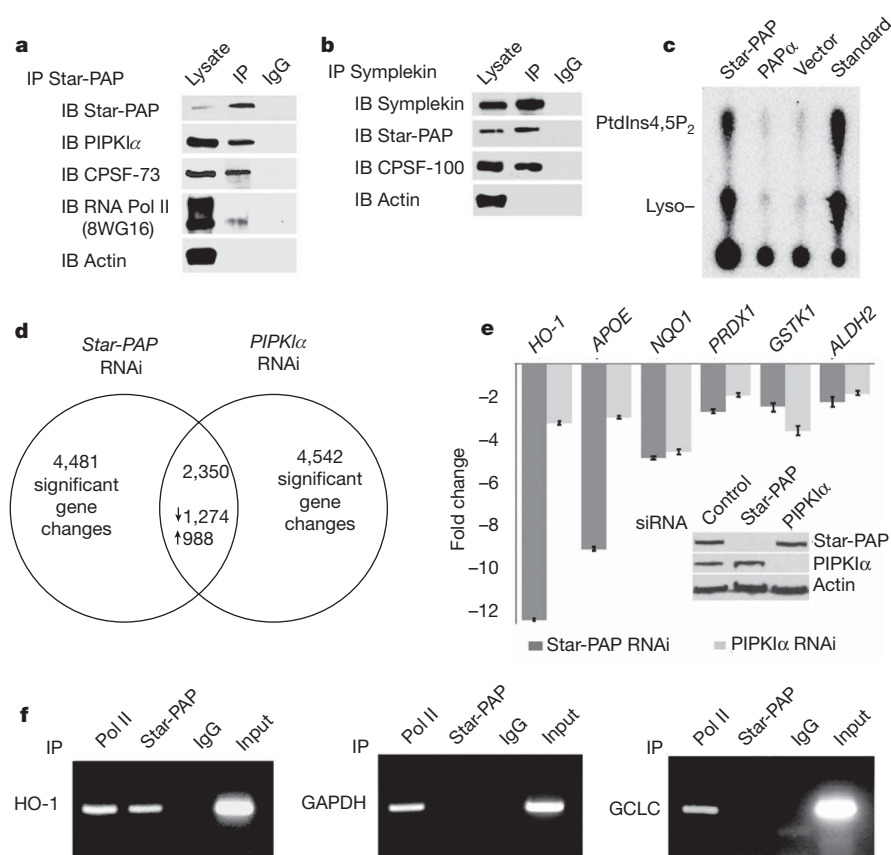 a
IP Star-PAP
Lysate
IP
IgG
IB Star-PAP
IB PIPKIα
IB CPSF-73
IB RNA Pol II
(8WG16)
IB Actin
b
IP Symplekin
Lysate
IP
IgG
IB Symplekin
IB Star-PAP
IB CPSF-100
IB Actin
c
Star-PAP
PAPα
Vector
Standard
PtdIns4,5P2
Lyso–
d
Star-PAP
RNAi
PIPKIα
RNAi
4,481
significant
gene
changes
2,350
↓1,274
↑988
4,542
significant
gene
changes
e
HO-1
APOE
NQO1
PRDX1
GSTK1
ALDH2
Fold change
–2
–4
–6
–8
–10
–12
siRNA
Control
Star-PAP
PIPKIα
Star-PAP
PIPKIα
Actin
Star-PAP RNAi
PIPKIα RNAi
f
IP
Pol II
Star-PAP
IgG
Input
HO-1
IP
Pol II
Star-PAP
IgG
Input
GAPDH
IP
Pol II
Star-PAP
IgG
Input
GCLC